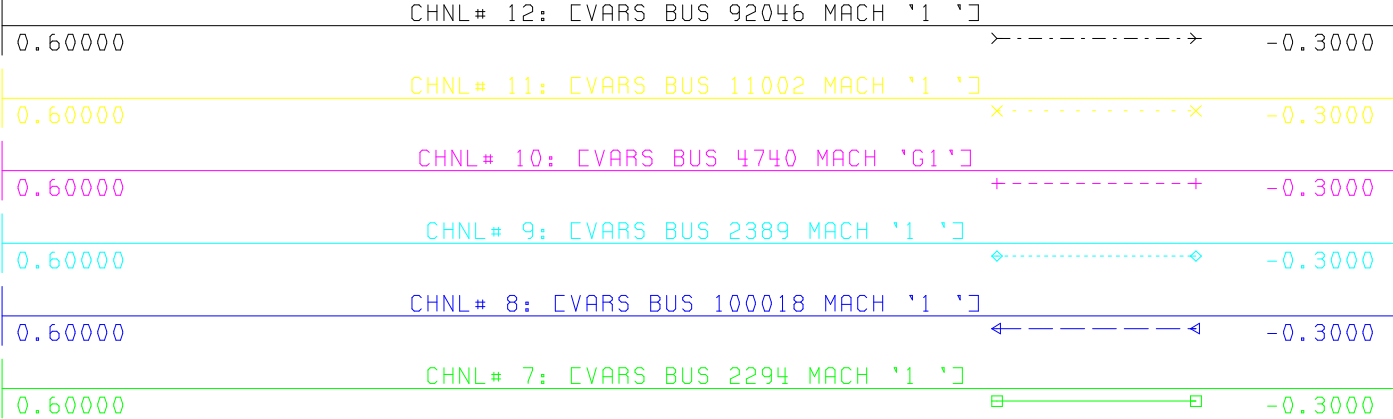 CHNL# 12: [VARS BUS 92046 MACH '1 ']
0.60000 -0.3000
CHNL# 11: [VARS BUS 11002 MACH '1 ']
0.60000 -0.3000
CHNL# 10: [VARS BUS 4740 MACH 'G1']
0.60000 -0.3000
CHNL# 9: [VARS BUS 2389 MACH '1 ']
0.60000 -0.3000
CHNL# 8: [VARS BUS 100018 MACH '1 ']
0.60000 -0.3000
CHNL# 7: [VARS BUS 2294 MACH '1 ']
0.60000 -0.3000